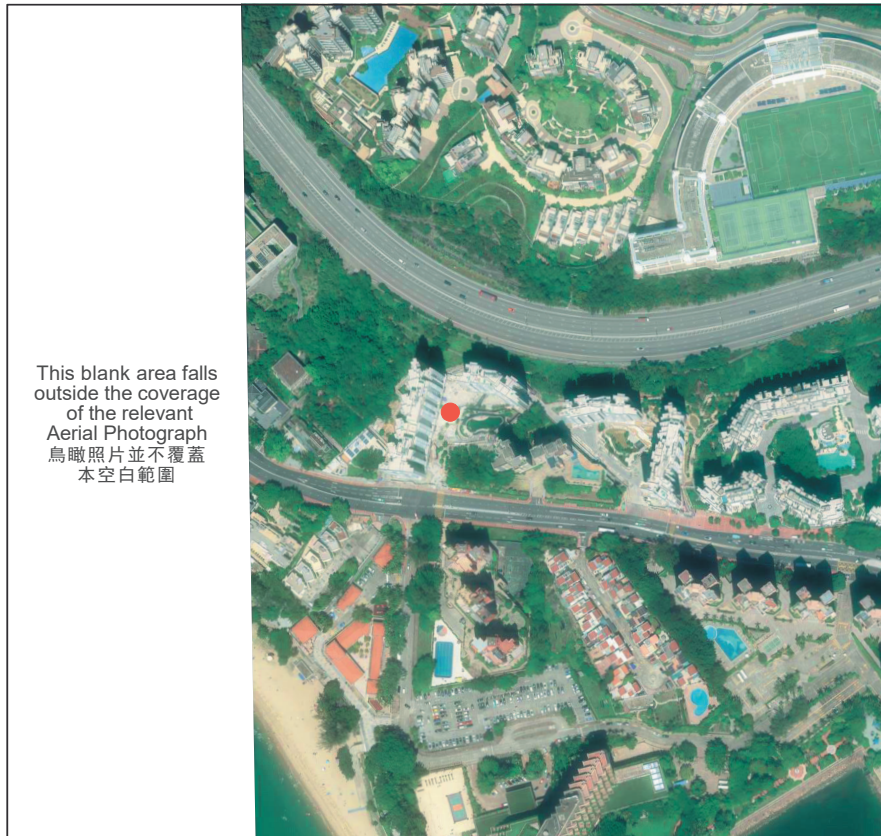 This blank area falls
outside the coverage
of the relevant
Aerial Photograph
鳥瞰照片並不覆蓋
本空白範圍